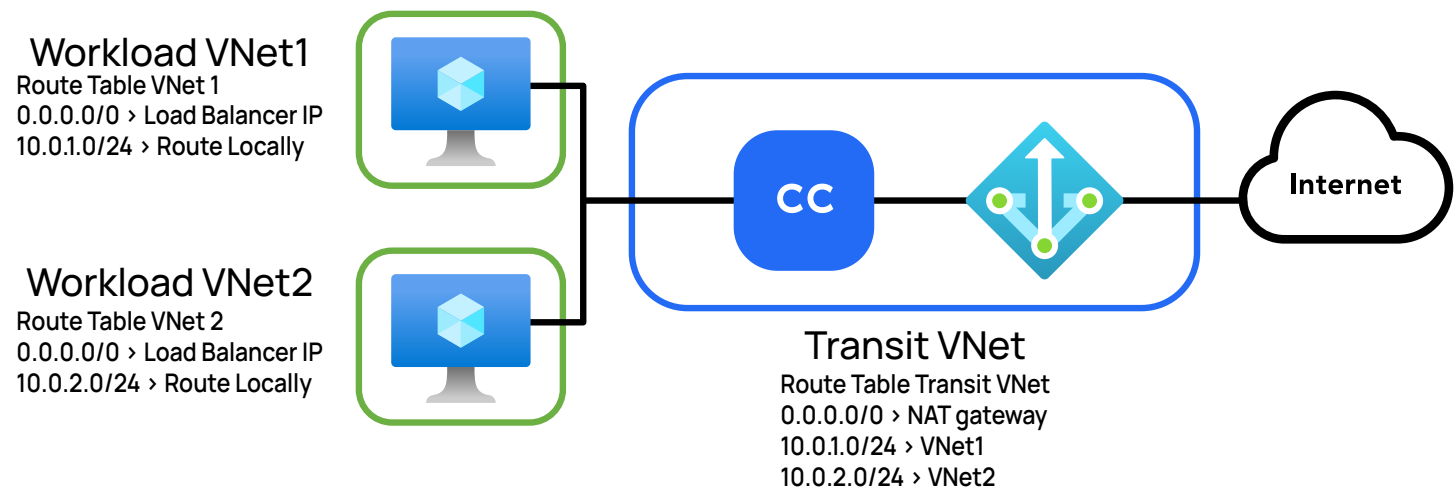 Workload VNet1
Route Table VNet 1
0.0.0.0/0 > Load Balancer IP
10.0.1.0/24 > Route Locally
Workload VNet2
Route Table VNet 2
0.0.0.0/0 > Load Balancer IP
10.0.2.0/24 > Route Locally
CC
Internet
Transit VNet
Route Table Transit VNet
0.0.0.0/0 > NAT gateway
10.0.1.0/24 > VNet1
10.0.2.0/24 > VNet2